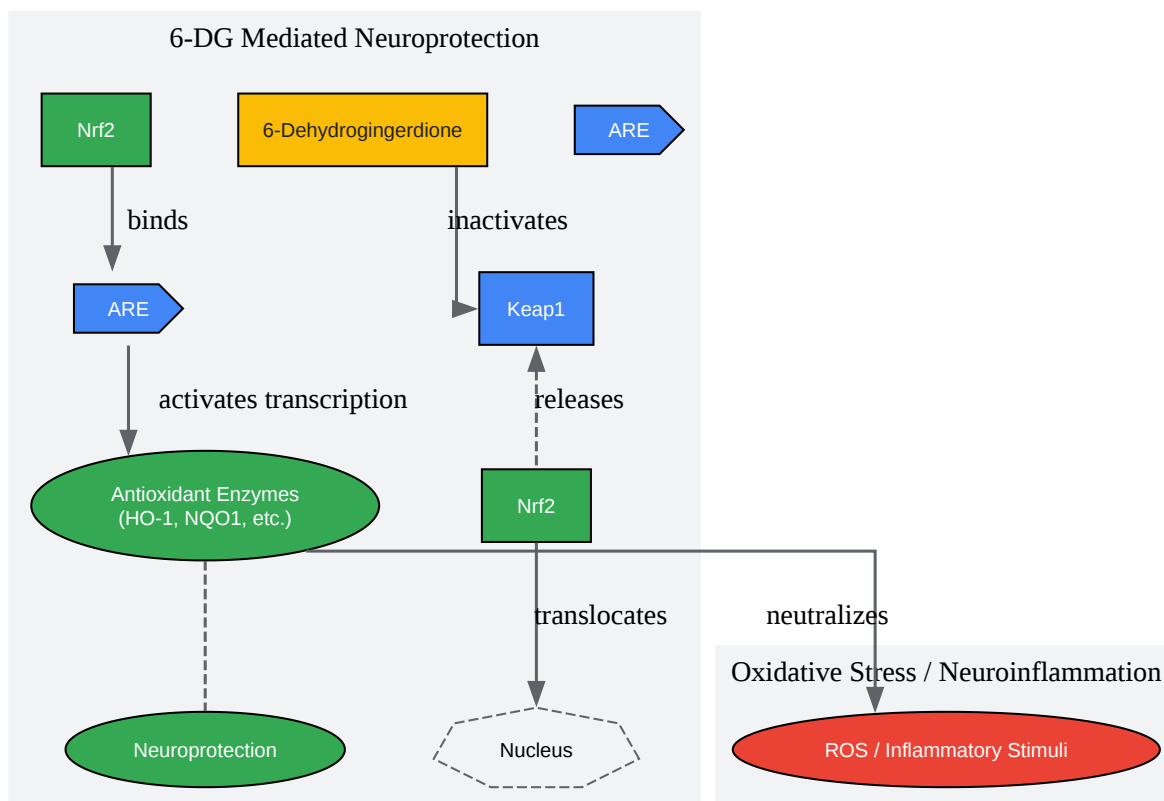 6-DG Mediated Neuroprotection
Nrf2
6-Dehydrogingerdione
ARE
binds
inactivates
ARE
Keap1
activates transcription
releases
Antioxidant Enzymes
(HO-1, NQO1, etc.)
Nrf2
translocates
neutralizes
Oxidative Stress / Neuroinflammation
Neuroprotection
Nucleus
ROS / Inflammatory Stimuli